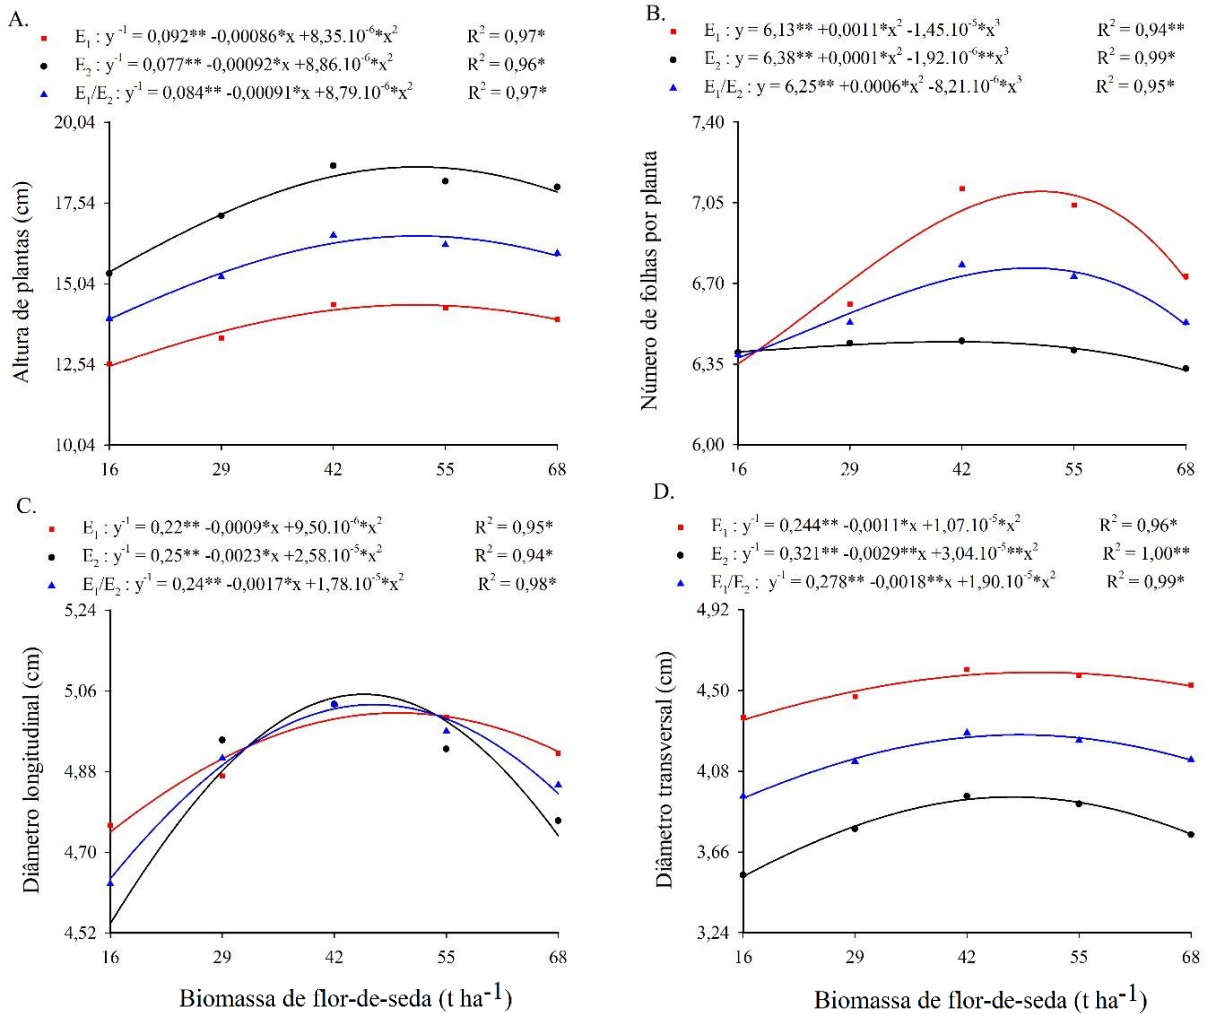 A.
E₁ : y⁻¹ = 0,092** -0,00086*x +8,35.10⁻⁶*x² R² = 0,97*
E₂ : y⁻¹ = 0,077** -0,00092*x +8,86.10⁻⁶*x² R² = 0,96*
E₁/E₂ : y⁻¹ = 0,084** -0,00091*x +8,79.10⁻⁶*x² R² = 0,97*
20,04
17,54
15,04
12,54
10,04
Altura de plantas (cm)
16 29 42 55 68
B.
E₁ : y = 6,13** +0,0011*x² -1,45.10⁻⁵*x³ R² = 0,94**
E₂ : y = 6,38** +0,0001*x² -1,92.10⁻⁶**x³ R² = 0,99*
E₁/E₂ : y = 6,25** +0.0006*x² -8,21.10⁻⁶*x³ R² = 0,95*
7,40
7,05
6,70
6,35
6,00
Número de folhas por planta
16 29 42 55 68
C.
E₁ : y⁻¹ = 0,22** -0,0009*x +9,50.10⁻⁶*x² R² = 0,95*
E₂ : y⁻¹ = 0,25** -0,0023*x +2,58.10⁻⁵*x² R² = 0,94*
E₁/E₂ : y⁻¹ = 0,24** -0,0017*x +1,78.10⁻⁵*x² R² = 0,98*
5,24
5,06
4,88
4,70
4,52
Diâmetro longitudinal (cm)
16 29 42 55 68
Biomassa de flor-de-seda (t ha⁻¹)
D.
E₁ : y⁻¹ = 0,244** -0,0011*x +1,07.10⁻⁵*x² R² = 0,96*
E₂ : y⁻¹ = 0,321** -0,0029**x +3,04.10⁻⁵**x² R² = 1,00**
E₁/E₂ : y⁻¹ = 0,278** -0,0018**x +1,90.10⁻⁵*x² R² = 0,99*
4,92
4,50
4,08
3,66
3,24
Diâmetro transversal (cm)
16 29 42 55 68
Biomassa de flor-de-seda (t ha⁻¹)